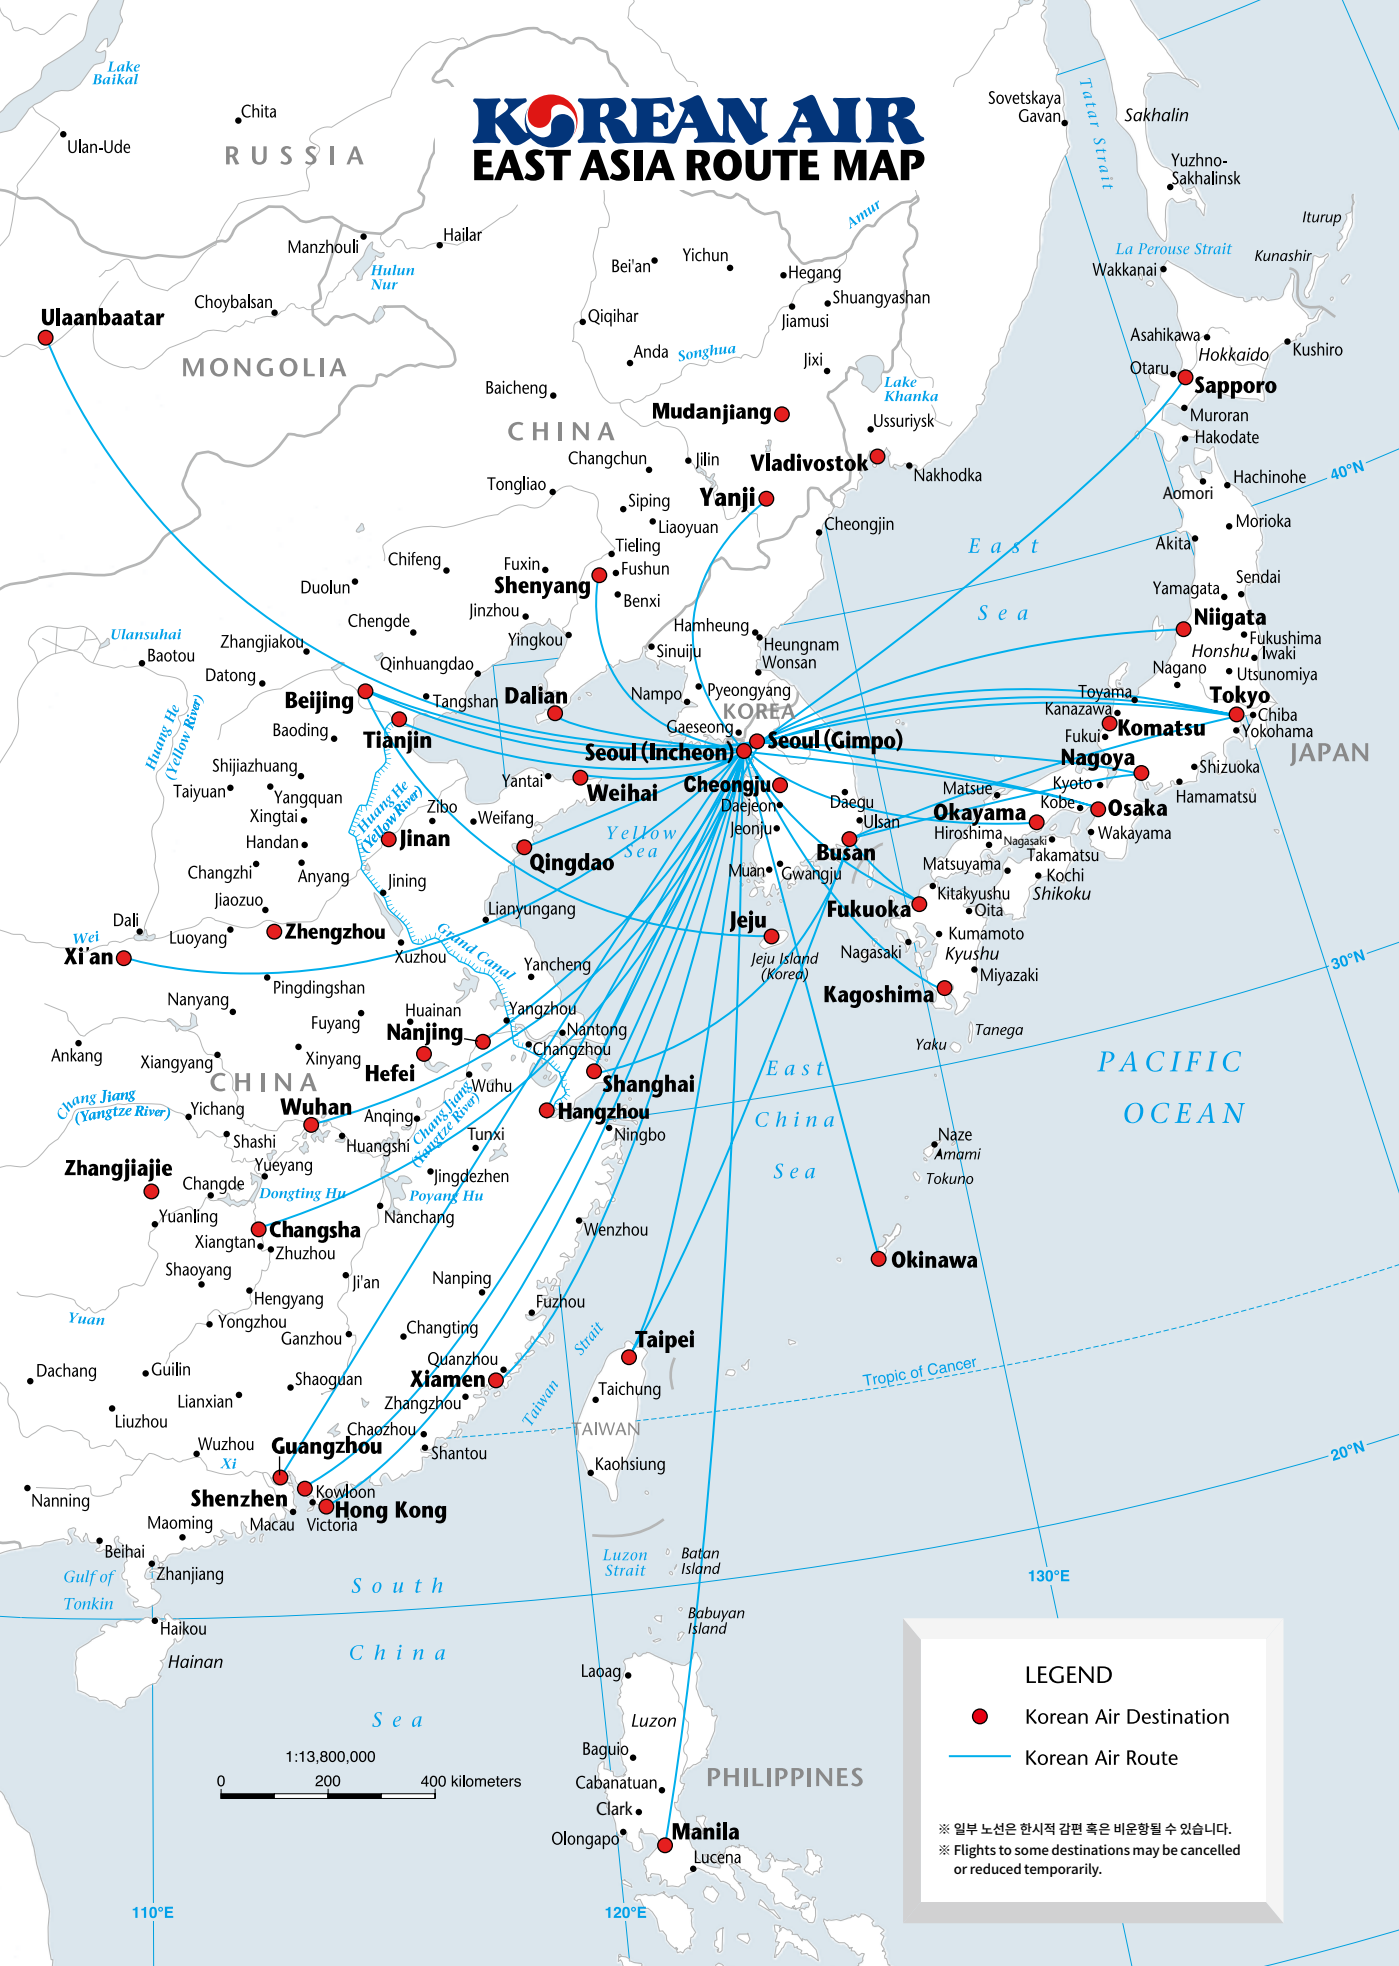 KOREAN AIR
EAST ASIA ROUTE MAP
Lake
Baikal
Chita
Ulan-Ude
RUSSIA
Sovetskaya
Gavan
Tatar Strait
Sakhalin
Yuzhno-
Sakhalinsk
Amur
Iturup
Kunashir
La Perouse Strait
Wakkanai
Manzhouli
Hailar
Hulun
Nur
Choybalsan
Ulaanbaatar
MONGOLIA
Bei'an
Yichun
Hegang
Shuangyashan
Jiamusi
Qiqihar
Anda
Songhua
Jixi
Lake
Khanka
Baicheng
Mudanjiang
Ussuriysk
CHINA
Changchun
Jilin
Vladivostok
Nakhodka
Tongliao
Yanji
Siping
Liaoyuan
Cheongjin
Tieling
Chifeng
Fuxin
Fushun
Shenyang
Benxi
Duolun
Jinzhou
Chengde
Yingkou
Hamheung
Heungnam
Wonsan
Sinuiju
Asahikawa
Hokkaido
Kushiro
Otaru
Sapporo
Muroran
Hakodate
40°N
Hachinohe
Aomori
Morioka
Akita
East
Sea
Sendai
Yamagata
Niigata
Fukushima
Honshu
Iwaki
Nagano
Utsunomiya
Toyama
Tokyo
Kanazawa
Chiba
Komatsu
Yokohama
Fukui
JAPAN
Nagoya
Shizuoka
Kyoto
Hamamatsu
Matsue
Kobe
Osaka
Okayama
Wakayama
Hiroshima
Nagasaki
Takamatsu
Matsuyama
Kochi
Shikoku
Ulansuhai
Baotou
Zhangjiakou
Datong
Qinhuangdao
Beijing
Tangshan
Dalian
Nampo
Pyeongyang
KOREA
Gaeseong
Huang He
(Yellow River)
Baoding
Tianjin
Seoul (Incheon)
Seoul (Gimpo)
Shijiazhuang
Yantai
Weihai
Cheongju
Taiyuan
Yangquan
Daejeon
Daegu
Xingtai
Huang He
(Yellow River)
Zibo
Weifang
Ulsan
Handan
Jinan
Yellow
Sea
Jeonju
Busan
Changzhi
Anyang
Qingdao
Muan
Gwangju
Jining
Kitakyushu
Jiaozuo
Lianyungang
Jeju
Fukuoka
Oita
Dali
Wei
Luoyang
Zhengzhou
Grand Canal
Kumamoto
Xi'an
Xuzhou
Jeju Island
(Korea)
Nagasaki
Kyushu
Yancheng
Miyazaki
30°N
Pingdingshan
Kagoshima
Nanyang
Huainan
Yangzhou
Fuyang
Nanjing
Nantong
Tanega
Yaku
Ankang
Xiangyang
Xinyang
Changzhou
Hefei
East
China
Sea
PACIFIC
OCEAN
CHINA
Wuhu
Shanghai
Chang Jiang
(Yangtze River)
Yichang
Wuhan
Anqing
Chang Jiang
(Yangtze River)
Hangzhou
Shashi
Huangshi
Tunxi
Ningbo
Naze
Amami
Tokuno
Zhangjiajie
Yueyang
Changde
Dongting Hu
Jingdezhen
Poyang Hu
Yuanling
Nanchang
Changsha
Wenzhou
Xiangtan
Zhuzhou
Okinawa
Shaoyang
Ji'an
Nanping
Hengyang
Fuzhou
Yuan
Yongzhou
Ganzhou
Changting
Strait
Taipei
Dachang
Guilin
Quanzhou
Tropic of Cancer
Shaoguan
Xiamen
Taiwan
Taichung
Lianxian
Zhangzhou
Liuzhou
Chaozhou
TAIWAN
Wuzhou
Guangzhou
Shantou
20°N
Xi
Kaohsiung
Nanning
Shenzhen
Kowloon
Hong Kong
Macau
Victoria
Maoming
Beihai
Zhanjiang
Gulf of
Tonkin
Luzon
Strait
Batan
Island
130°E
South
China
Sea
Haikou
Hainan
Babuyan
Island
Laoag
Luzon
Baguio
Cabanatuan
PHILIPPINES
Clark
Olongapo
Manila
Lucena
1:13,800,000
0 200 400 kilometers
110°E
120°E
LEGEND
Korean Air Destination
Korean Air Route
※ 일부 노선은 한시적 감편 혹은 비운항될 수 있습니다.
※ Flights to some destinations may be cancelled
or reduced temporarily.